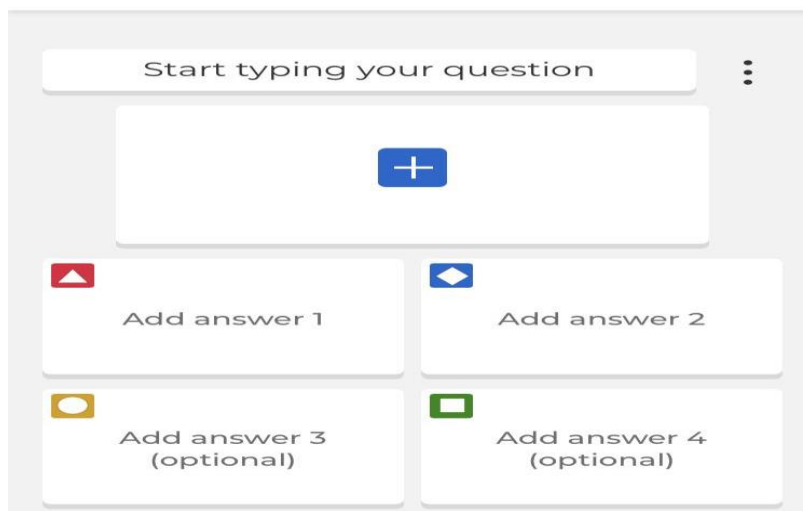 Start typing your question
Add answer 1
Add answer 2
Add answer 3
(optional)
Add answer 4
(optional)